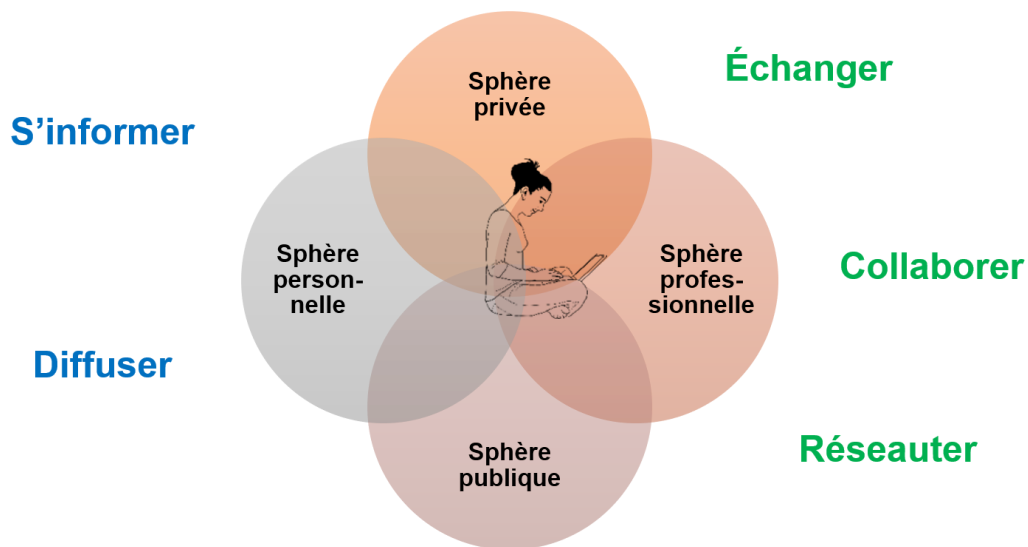 Sphère
privée
Échanger
S’informer
Sphère
person-
nelle
Sphère
profes-
sionnelle
Collaborer
Diffuser
Sphère
publique
Réseauter